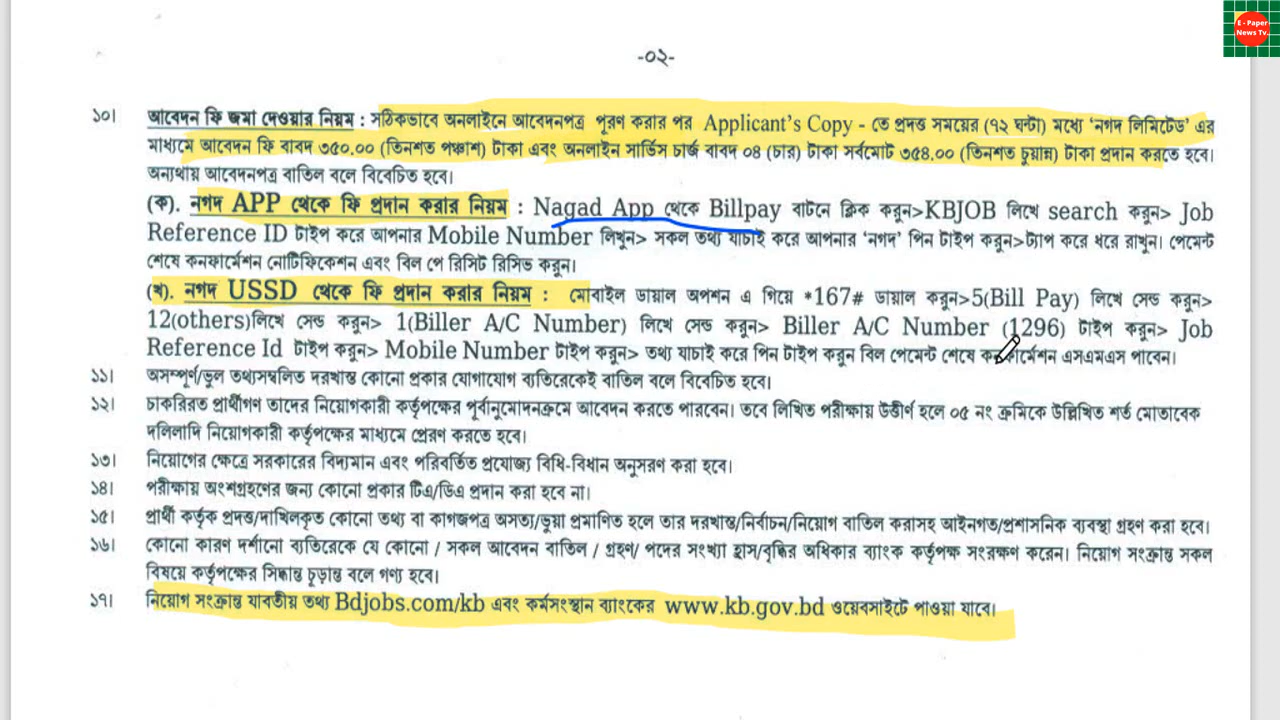 E - Paper
News Tv.
-০২-
১০। আবেদন ফি জমা দেওয়ার নিয়ম : সঠিকভাবে অনলাইনে আবেদনপত্র পূরণ করার পর Applicant's Copy - তে প্রদত্ত সময়ের (৭২ ঘন্টা) মধ্যে ‘নগদ লিমিটেড’ এর
মাধ্যমে আবেদন ফি বাবদ ৩৫০.০০ (তিনশত পঞ্চাশ) টাকা এবং অনলাইন সার্ভিস চার্জ বাবদ ০৪ (চার) টাকা সর্বমোট ৩৫৪.০০ (তিনশত চুয়ান্ন) টাকা প্রদান করতে হবে।
অন্যথায় আবেদনপত্র বাতিল বলে বিবেচিত হবে।
(ক). নগদ APP থেকে ফি প্রদান করার নিয়ম : Nagad App থেকে Billpay বাটনে ক্লিক করুন>KBJOB লিখে search করুন> Job
Reference ID টাইপ করে আপনার Mobile Number লিখুন> সকল তথ্য যাচাই করে আপনার ‘নগদ’ পিন টাইপ করুন>ট্যাপ করে ধরে রাখুন। পেমেন্ট
শেষে কনফার্মেশন নোটিফিকেশন এবং বিল পে রিসিট রিসিভ করুন।
(খ). নগদ USSD থেকে ফি প্রদান করার নিয়ম : মোবাইল ডায়াল অপশন এ গিয়ে *167# ডায়াল করুন>5(Bill Pay) লিখে সেন্ড করুন>
12(others)লিখে সেন্ড করুন> 1(Biller A/C Number) লিখে সেন্ড করুন> Biller A/C Number (1296) টাইপ করুন> Job
Reference Id টাইপ করুন> Mobile Number টাইপ করুন> তথ্য যাচাই করে পিন টাইপ করুন বিল পেমেন্ট শেষে কনফার্মেশন এসএমএস পাবেন।
১১। অসম্পূর্ণ/ভুল তথ্যসম্বলিত দরখাস্ত কোনো প্রকার যোগাযোগ ব্যতিরেকেই বাতিল বলে বিবেচিত হবে।
১২। চাকরিরত প্রার্থীগণ তাদের নিয়োগকারী কর্তৃপক্ষের পূর্বানুমোদনক্রমে আবেদন করতে পারবেন। তবে লিখিত পরীক্ষায় উত্তীর্ণ হলে ০৫ নং ক্রমিকে উল্লিখিত শর্ত মোতাবেক
দলিলাদি নিয়োগকারী কর্তৃপক্ষের মাধ্যমে প্রেরণ করতে হবে।
১৩। নিয়োগের ক্ষেত্রে সরকারের বিদ্যমান এবং পরিবর্তিত প্রযোজ্য বিধি-বিধান অনুসরণ করা হবে।
১৪। পরীক্ষায় অংশগ্রহণের জন্য কোনো প্রকার টিএ/ডিএ প্রদান করা হবে না।
১৫। প্রার্থী কর্তৃক প্রদত্ত/দাখিলকৃত কোনো তথ্য বা কাগজপত্র অসত্য/ভুয়া প্রমাণিত হলে তার দরখাস্ত/নির্বাচন/নিয়োগ বাতিল করাসহ আইনগত/প্রশাসনিক ব্যবস্থা গ্রহণ করা হবে।
১৬। কোনো কারণ দর্শানো ব্যতিরেকে যে কোনো / সকল আবেদন বাতিল / গ্রহণ/ পদের সংখ্যা হ্রাস/বৃদ্ধির অধিকার ব্যাংক কর্তৃপক্ষ সংরক্ষণ করেন। নিয়োগ সংক্রান্ত সকল
বিষয়ে কর্তৃপক্ষের সিদ্ধান্ত চূড়ান্ত বলে গণ্য হবে।
১৭। নিয়োগ সংক্রান্ত যাবতীয় তথ্য Bdjobs.com/kb এবং কর্মসংস্থান ব্যাংকের www.kb.gov.bd ওয়েবসাইটে পাওয়া যাবে।